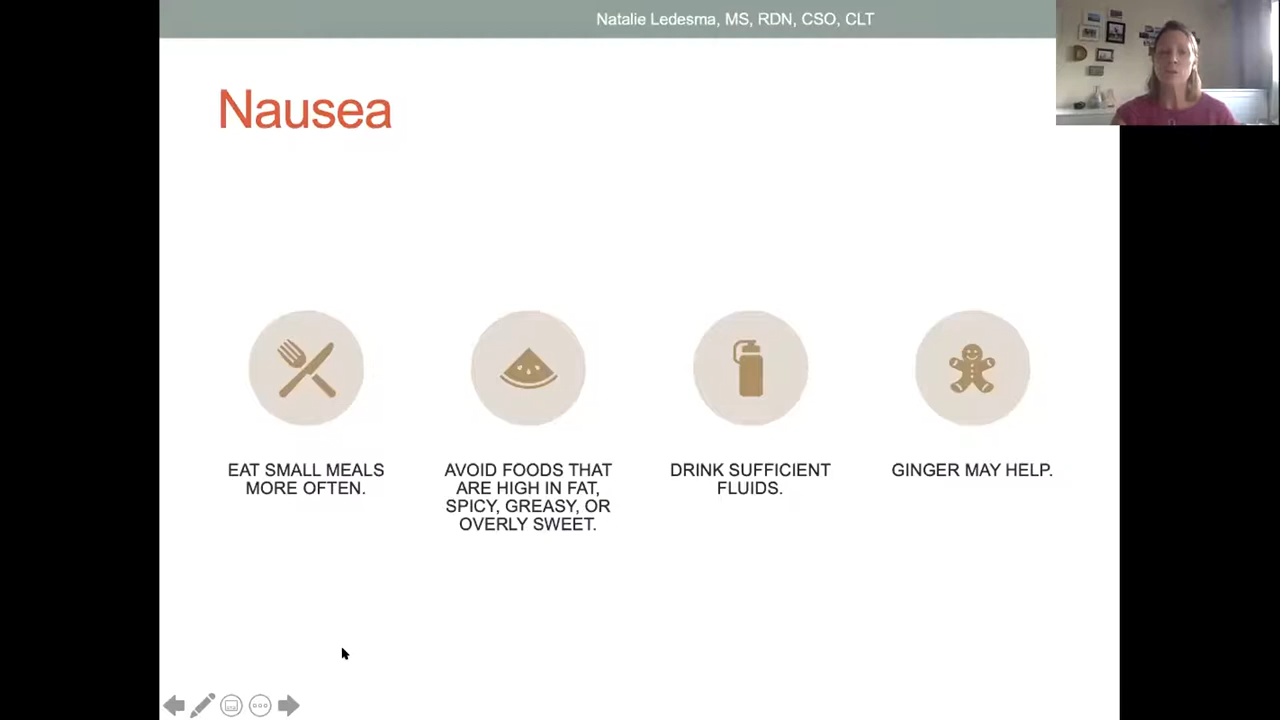 Natalie Ledesma, MS, RDN, CSO, CLT
Nausea
EAT SMALL MEALS
MORE OFTEN.
AVOID FOODS THAT
ARE HIGH IN FAT,
SPICY, GREASY, OR
OVERLY SWEET.
DRINK SUFFICIENT
FLUIDS.
GINGER MAY HELP.